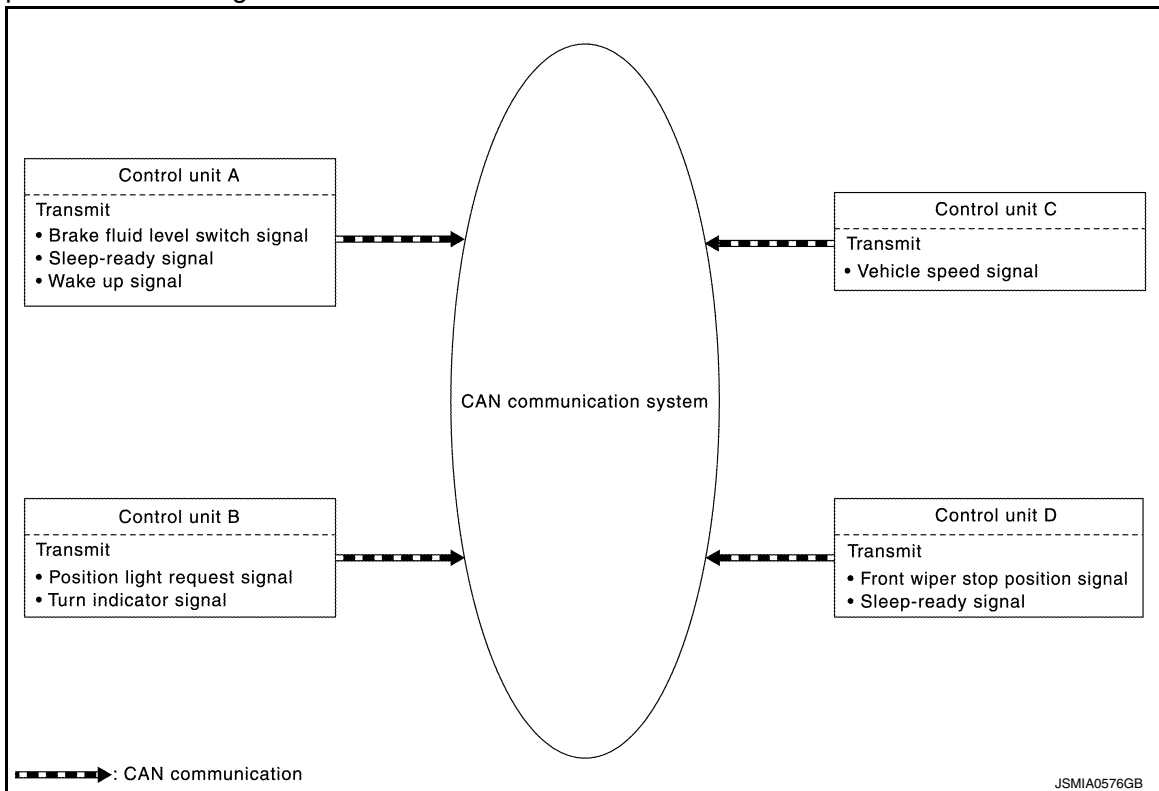 Control unit A
Transmit
• Brake fluid level switch signal
• Sleep-ready signal
• Wake up signal
Control unit C
Transmit
• Vehicle speed signal
CAN communication system
Control unit B
Transmit
• Position light request signal
• Turn indicator signal
Control unit D
Transmit
• Front wiper stop position signal
• Sleep-ready signal
: CAN communication
JSMIA0576GB